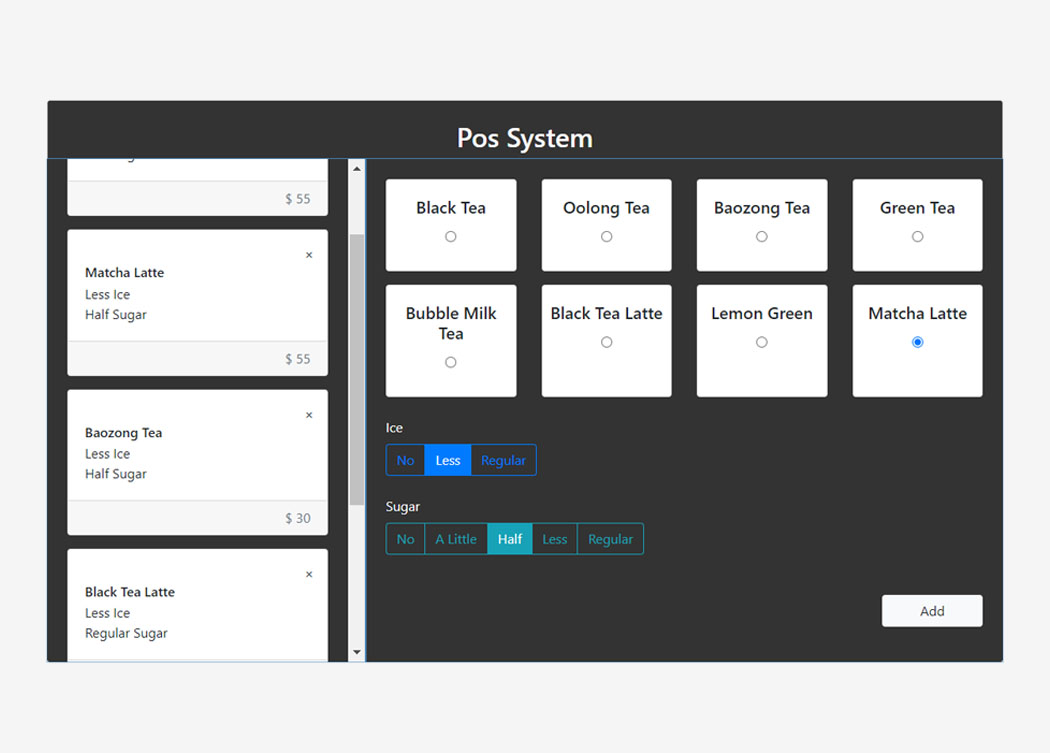 Pos System
$ 55
×
Matcha Latte
Less Ice
Half Sugar
$ 55
×
Baozong Tea
Less Ice
Half Sugar
$ 30
×
Black Tea Latte
Less Ice
Regular Sugar
Black Tea
Oolong Tea
Baozong Tea
Green Tea
Bubble Milk
Tea
Black Tea Latte
Lemon Green
Matcha Latte
Ice
No Less Regular
Sugar
No A Little Half Less Regular
Add